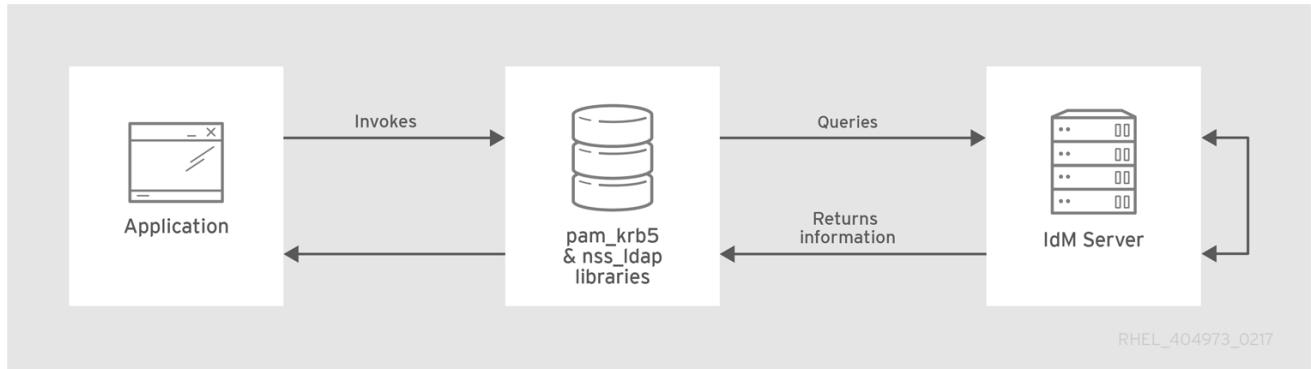 Invokes
Queries
Application
pam_krb5
& nss_ldap
libraries
Returns
information
IdM Server
RHEL_404973_0217